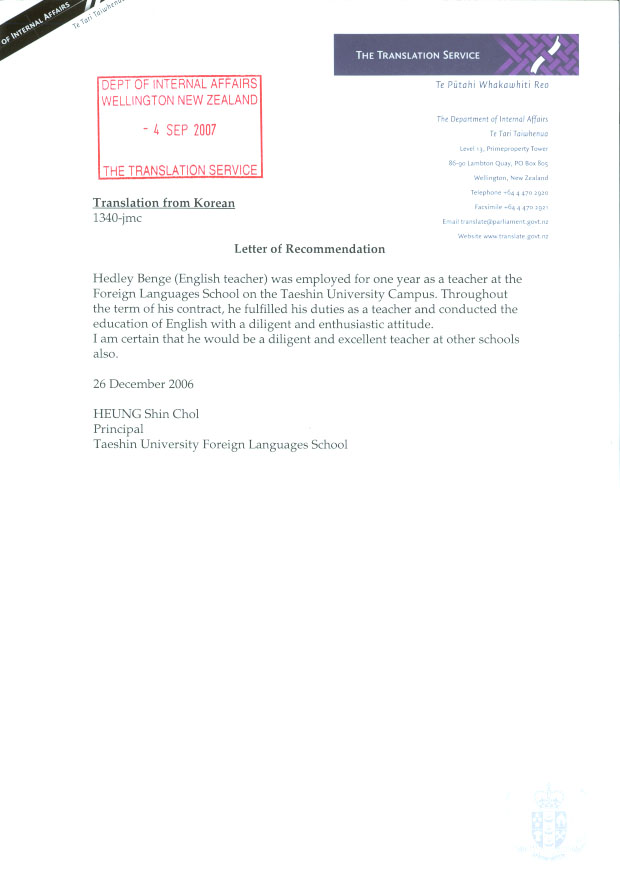 OF INTERNAL AFFAIRS
Te Tari Taiwhenua
THE TRANSLATION SERVICE
Te Pūtahi Whakawhiti Reo
DEPT OF INTERNAL AFFAIRS
WELLINGTON NEW ZEALAND
- 4 SEP 2007
THE TRANSLATION SERVICE
The Department of Internal Affairs
Te Tari Taiwhenua
Level 13, Primeproperty Tower
86-90 Lambton Quay, PO Box 805
Wellington, New Zealand
Telephone +64 4 470 2920
Facsimile +64 4 470 2921
Email translate@parliament.govt.nz
Website www.translate.govt.nz
Translation from Korean
1340-jmc
Letter of Recommendation
Hedley Benge (English teacher) was employed for one year as a teacher at the
Foreign Languages School on the Taeshin University Campus. Throughout
the term of his contract, he fulfilled his duties as a teacher and conducted the
education of English with a diligent and enthusiastic attitude.
I am certain that he would be a diligent and excellent teacher at other schools
also.
26 December 2006
HEUNG Shin Chol
Principal
Taeshin University Foreign Languages School